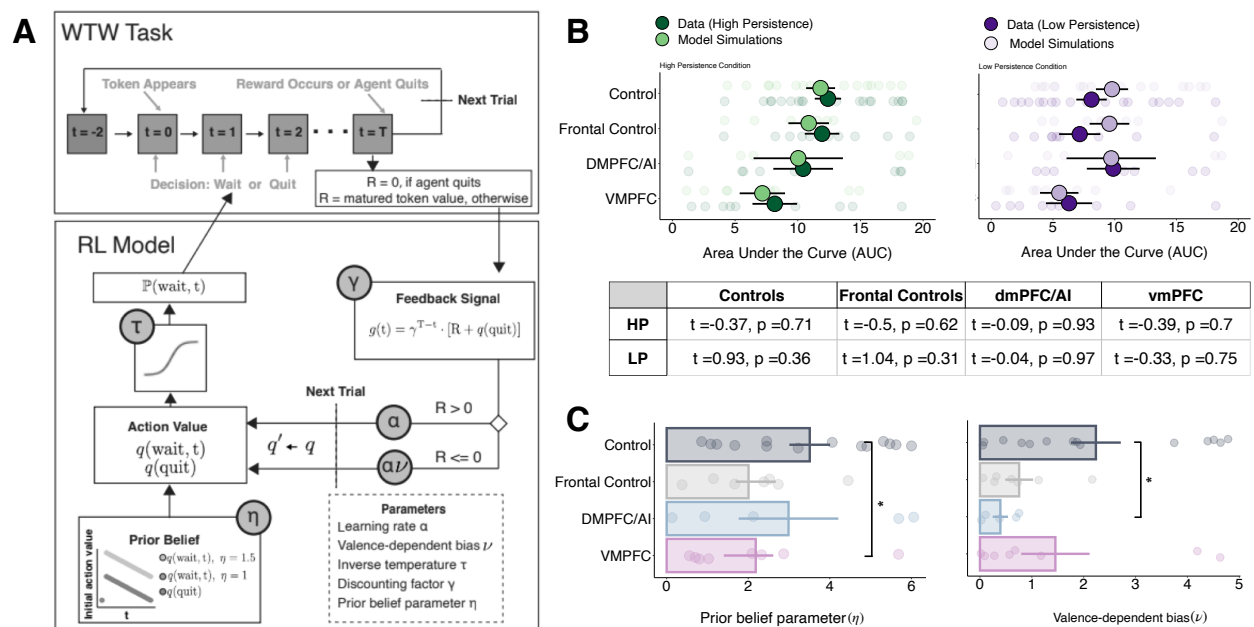 A
WTW Task
Token Appears
Reward Occurs or Agent Quits
Next Trial
t = -2
t = 0
t = 1
t = 2
t = T
Decision: Wait or Quit
R = 0, if agent quits
R = matured token value, otherwise
RL Model
ℙ(wait, t)
τ
γ
Feedback Signal
g(t) = γ^{T−t} · [R + q(quit)]
Next Trial
Action Value
q(wait, t)
q(quit)
q′ ← q
α
R > 0
αν
R <= 0
η
Prior Belief
Initial action value
t
q(wait, t), η = 1.5
q(wait, t), η = 1
q(quit)
Parameters
Learning rate α
Valence-dependent bias ν
Inverse temperature τ
Discounting factor γ
Prior belief parameter η
B
Data (High Persistence)
Model Simulations
High Persistence Condition
Control
Frontal Control
DMPFC/AI
VMPFC
0 5 10 15 20
Area Under the Curve (AUC)
Data (Low Persistence)
Model Simulations
Low Persistence Condition
0 5 10 15 20
Area Under the Curve (AUC)
Controls Frontal Controls dmPFC/AI vmPFC
HP t =-0.37, p =0.71 t =-0.5, p =0.62 t =-0.09, p =0.93 t =-0.39, p =0.7
LP t =0.93, p =0.36 t =1.04, p =0.31 t =-0.04, p =0.97 t =-0.33, p =0.75
C
Control
Frontal Control
DMPFC/AI
VMPFC
*
0 2 4 6
Prior belief parameter(η)
*
0 1 2 3 4 5
Valence-dependent bias(ν)